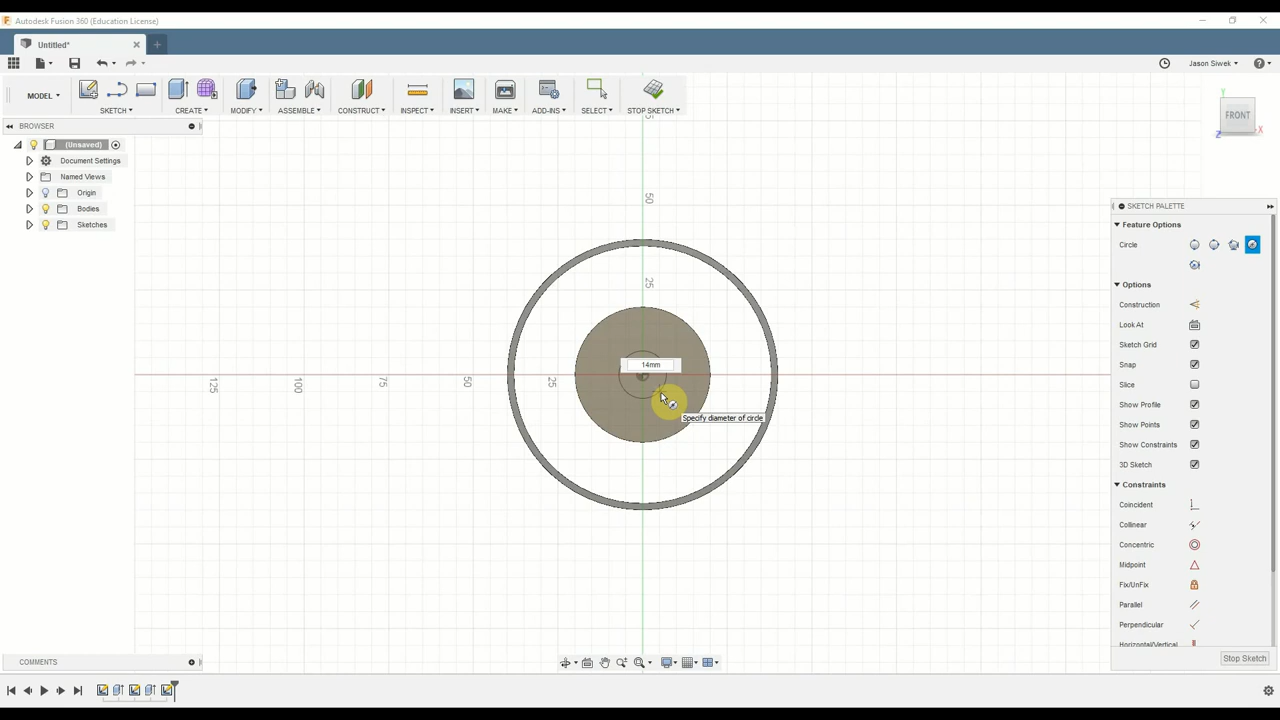 Autodesk Fusion 360 (Education License)
Untitled*
Jason Siwek
MODEL
SKETCH
CREATE
MODIFY
ASSEMBLE
CONSTRUCT
INSPECT
INSERT
MAKE
ADD-INS
SELECT
STOP SKETCH
BROWSER
(Unsaved)
Document Settings
Named Views
Origin
Bodies
Sketches
Y
FRONT
X
Z
50
25
125
100
75
50
25
14mm
Specify diameter of circle
SKETCH PALETTE
Feature Options
Circle
Options
Construction
Look At
Sketch Grid
Snap
Slice
Show Profile
Show Points
Show Constraints
3D Sketch
Constraints
Coincident
Collinear
Concentric
Midpoint
Fix/UnFix
Parallel
Perpendicular
Horizontal/Vertical
Stop Sketch
COMMENTS